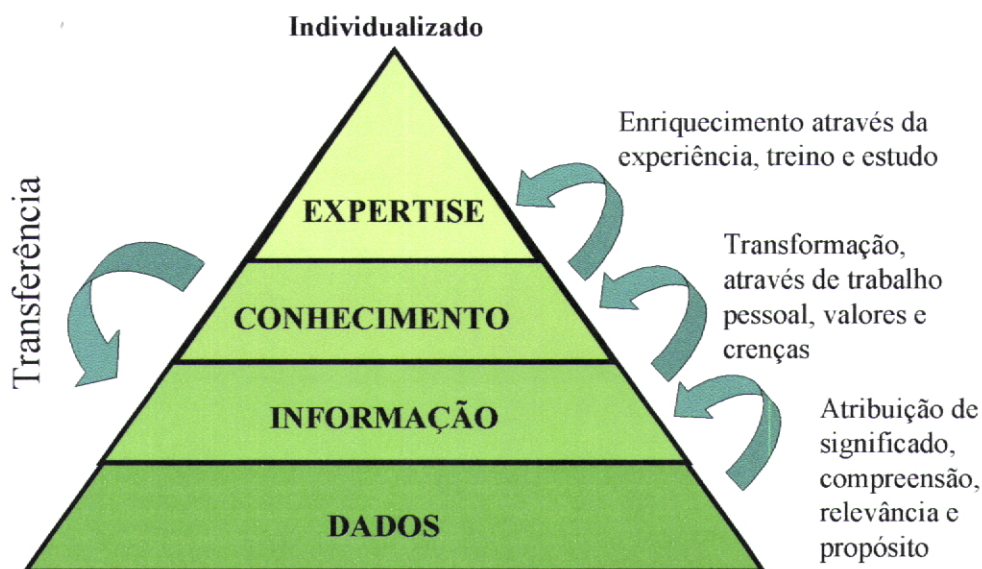 Individualizado
Enriquecimento através da
experiência, treino e estudo
EXPERTISE
Transferência
Transformação,
através de trabalho
pessoal, valores e
crenças
CONHECIMENTO
INFORMAÇÃO
Atribuição de
significado,
compreensão,
relevância e
propósito
DADOS